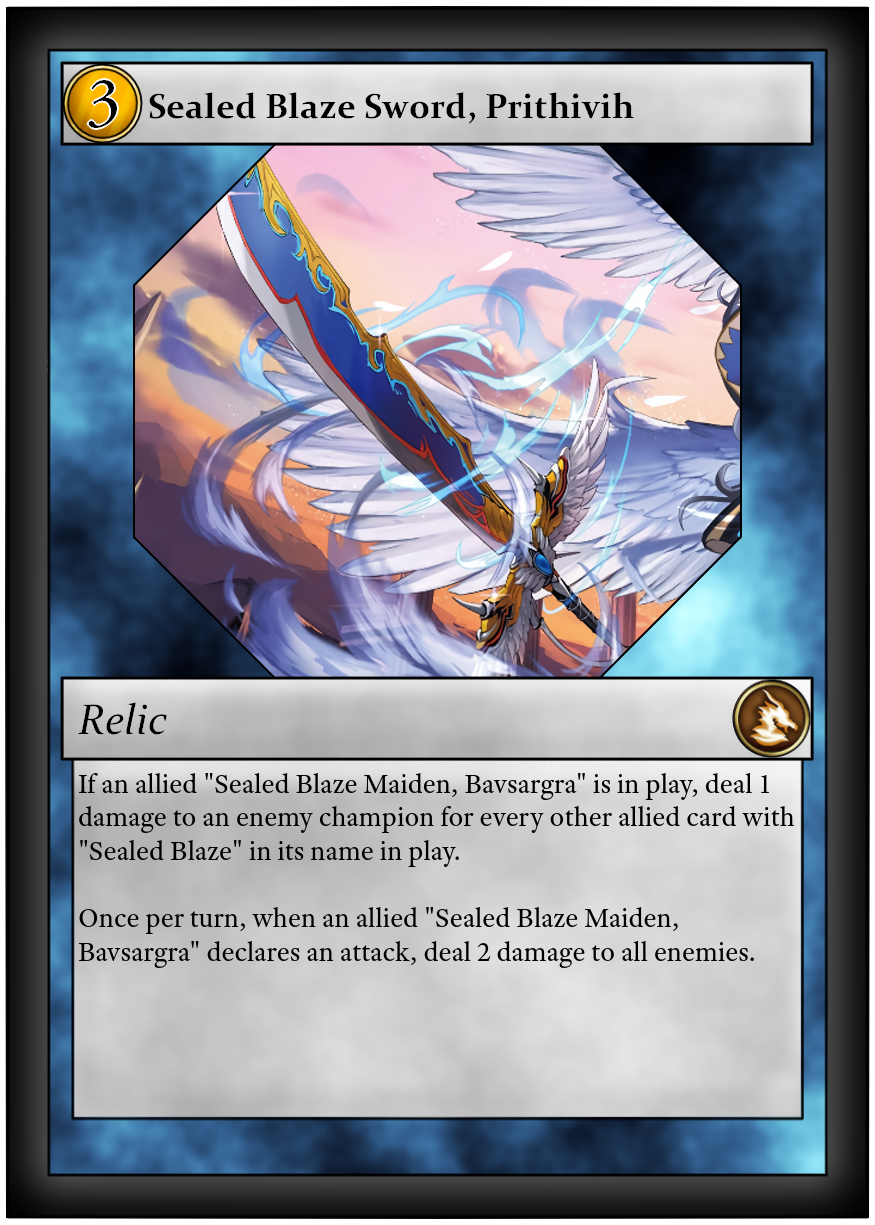 3 Sealed Blaze Sword, Prithivih
Relic
If an allied "Sealed Blaze Maiden, Bavsargra" is in play, deal 1
damage to an enemy champion for every other allied card with
"Sealed Blaze" in its name in play.
Once per turn, when an allied "Sealed Blaze Maiden,
Bavsargra" declares an attack, deal 2 damage to all enemies.